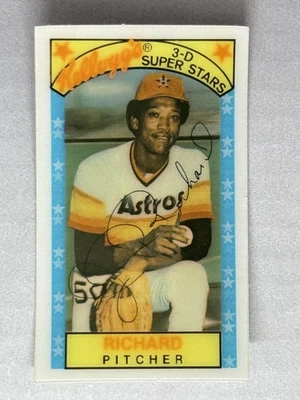 Kellogg's®
3-D
SUPER STARS
Astros
50
RICHARD
PITCHER